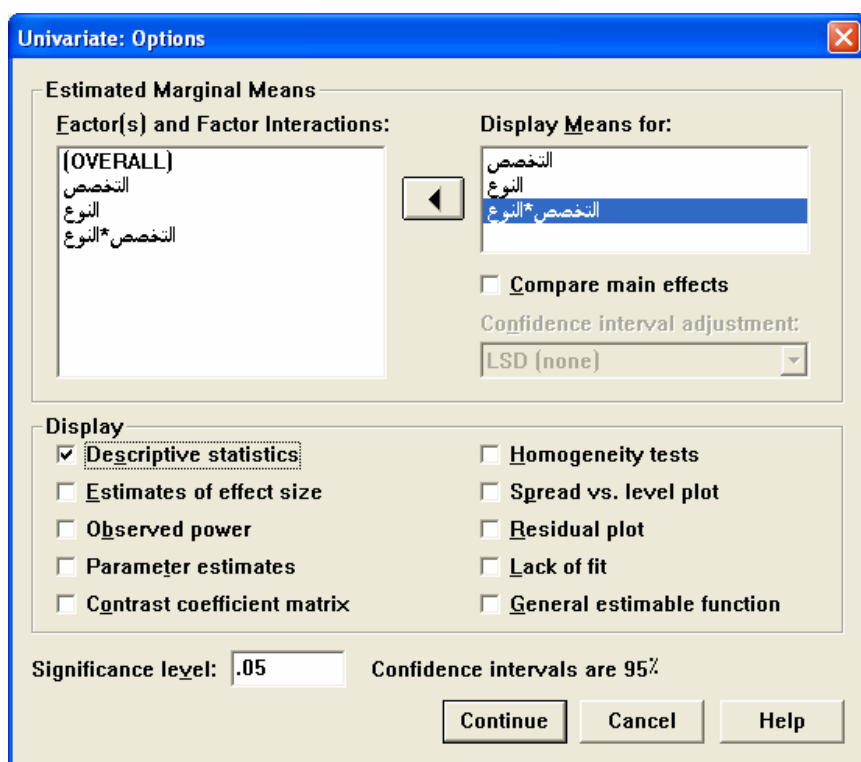 Univariate: Options
Estimated Marginal Means
Factor(s) and Factor Interactions:
(OVERALL)
التخصص
النوع
التخصص*النوع
Display Means for:
التخصص
النوع
التخصص*النوع
Compare main effects
Confidence interval adjustment:
LSD (none)
Display
Descriptive statistics
Estimates of effect size
Observed power
Parameter estimates
Contrast coefficient matrix
Homogeneity tests
Spread vs. level plot
Residual plot
Lack of fit
General estimable function
Significance level: .05 Confidence intervals are 95%
Continue Cancel Help